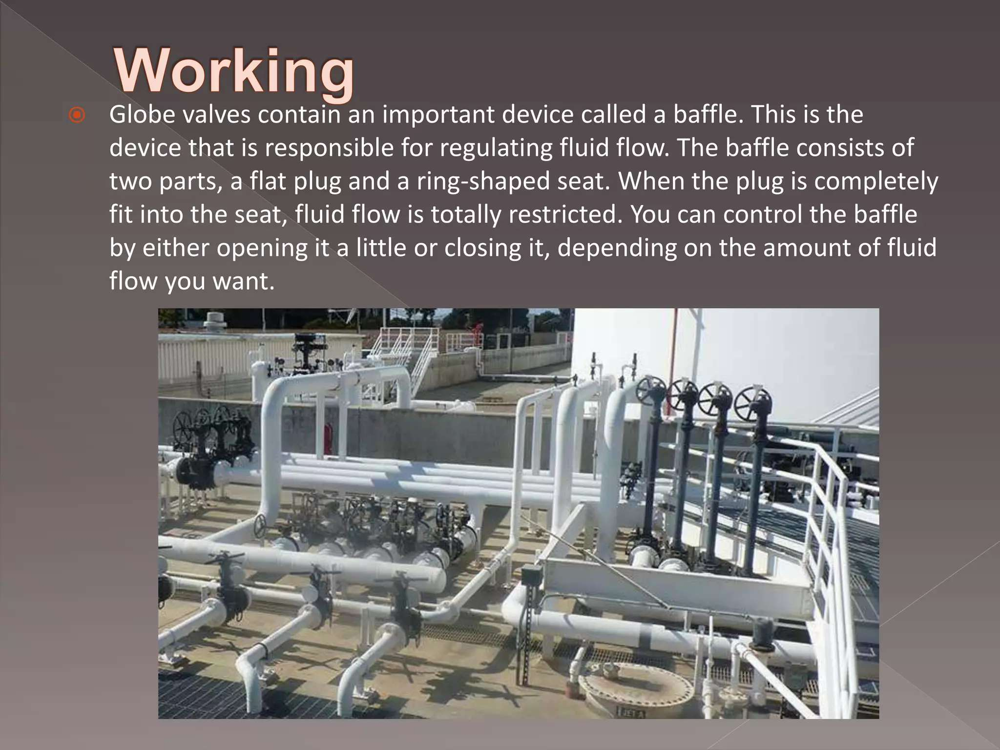 Working
Globe valves contain an important device called a baffle. This is the
device that is responsible for regulating fluid flow. The baffle consists of
two parts, a flat plug and a ring-shaped seat. When the plug is completely
fit into the seat, fluid flow is totally restricted. You can control the baffle
by either opening it a little or closing it, depending on the amount of fluid
flow you want.